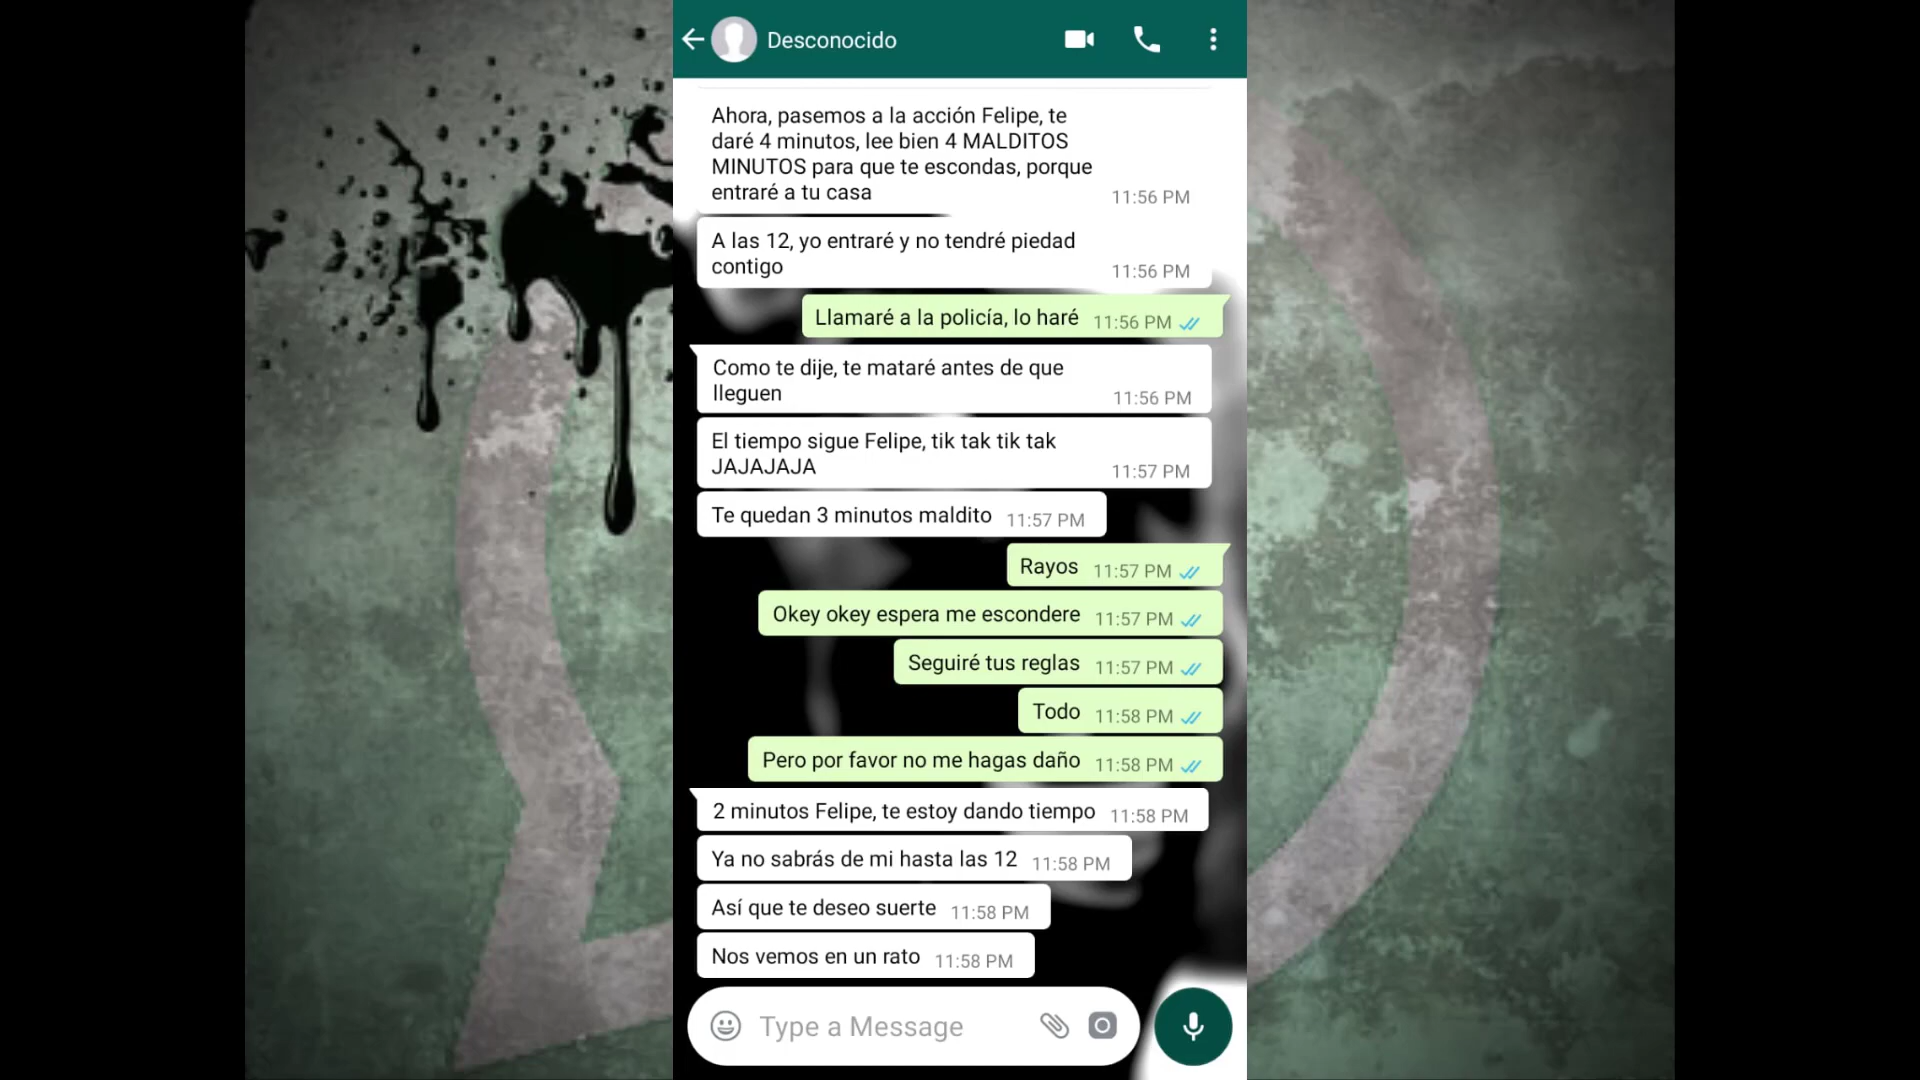 Desconocido
Ahora, pasemos a la acción Felipe, te
daré 4 minutos, lee bien 4 MALDITOS
MINUTOS para que te escondas, porque
entraré a tu casa
11:56 PM
A las 12, yo entraré y no tendré piedad
contigo
11:56 PM
Llamaré a la policía, lo haré 11:56 PM
Como te dije, te mataré antes de que
lleguen
11:56 PM
El tiempo sigue Felipe, tik tak tik tak
JAJAJAJA
11:57 PM
Te quedan 3 minutos maldito 11:57 PM
Rayos 11:57 PM
Okey okey espera me escondere 11:57 PM
Seguiré tus reglas 11:57 PM
Todo 11:58 PM
Pero por favor no me hagas daño 11:58 PM
2 minutos Felipe, te estoy dando tiempo 11:58 PM
Ya no sabrás de mi hasta las 12 11:58 PM
Así que te deseo suerte 11:58 PM
Nos vemos en un rato 11:58 PM
Type a Message